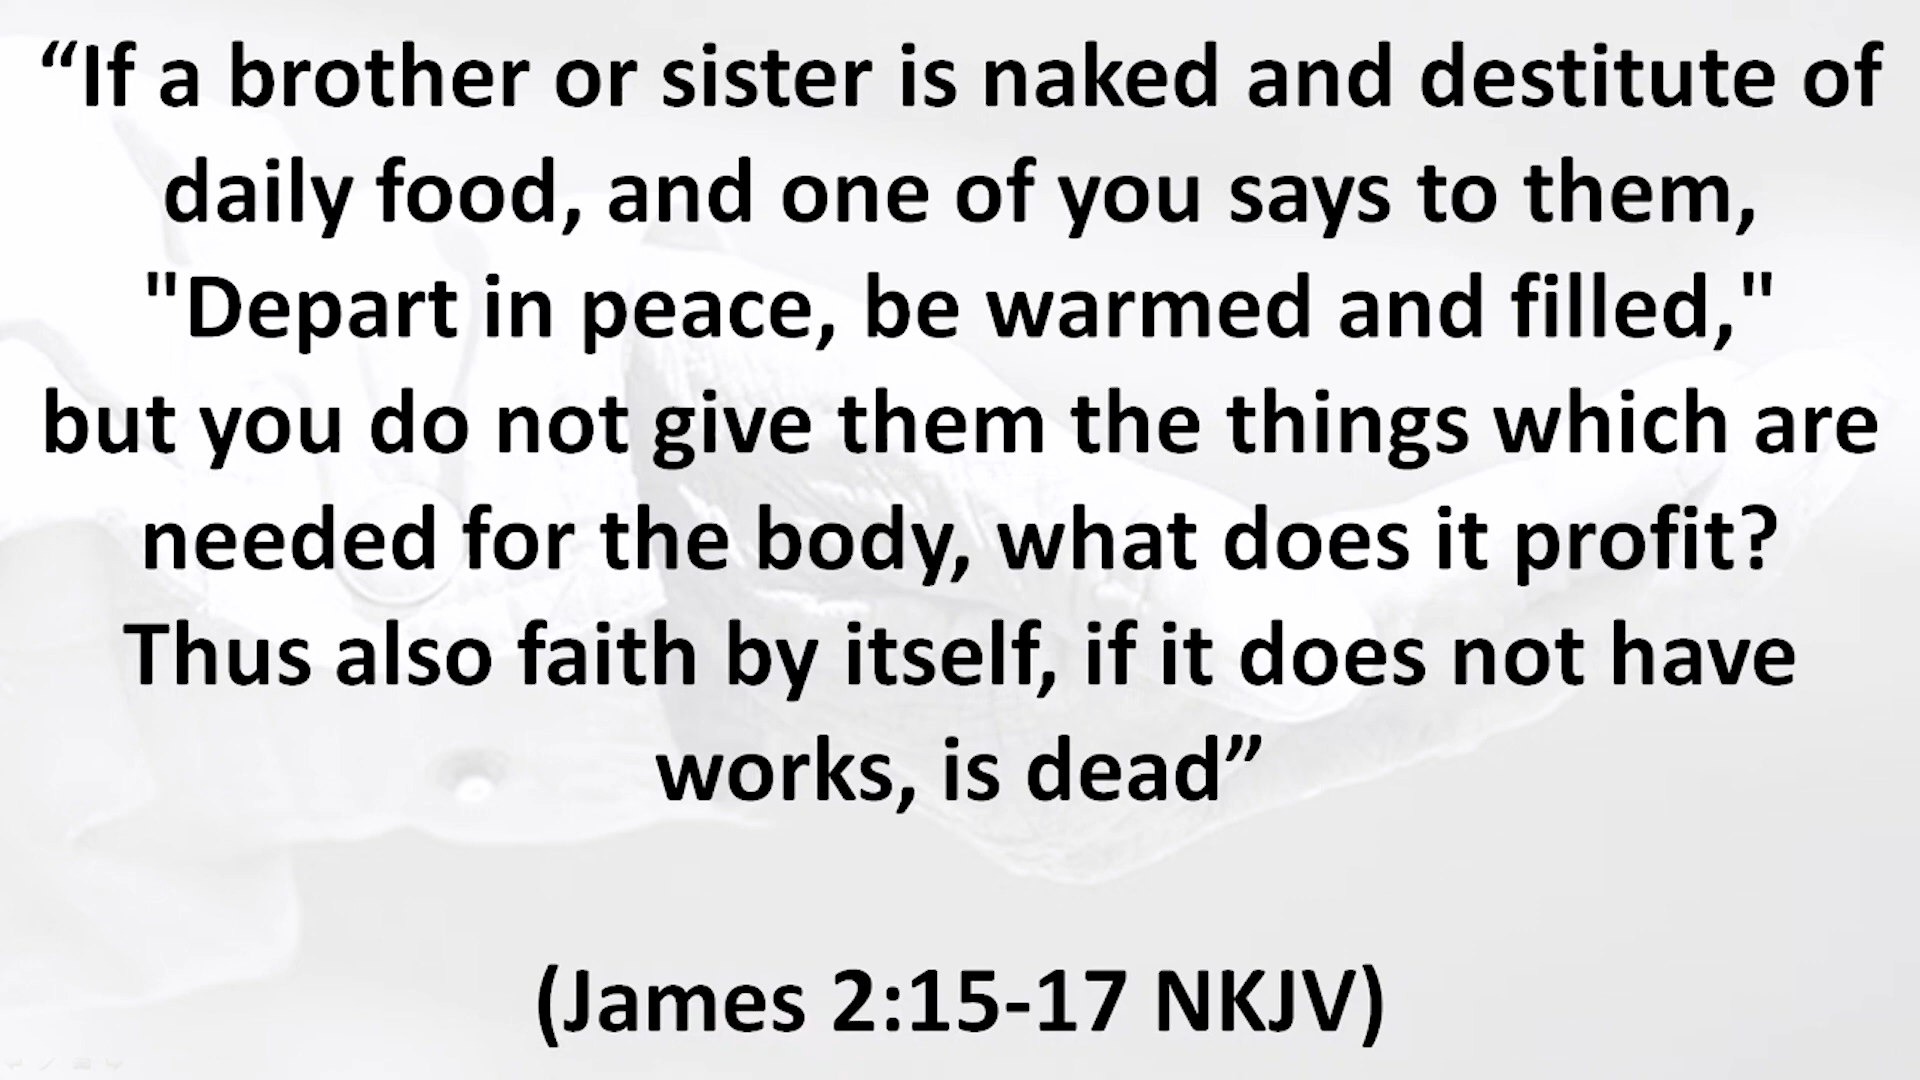 “If a brother or sister is naked and destitute of
daily food, and one of you says to them,
"Depart in peace, be warmed and filled,"
but you do not give them the things which are
needed for the body, what does it profit?
Thus also faith by itself, if it does not have
works, is dead”
(James 2:15-17 NKJV)